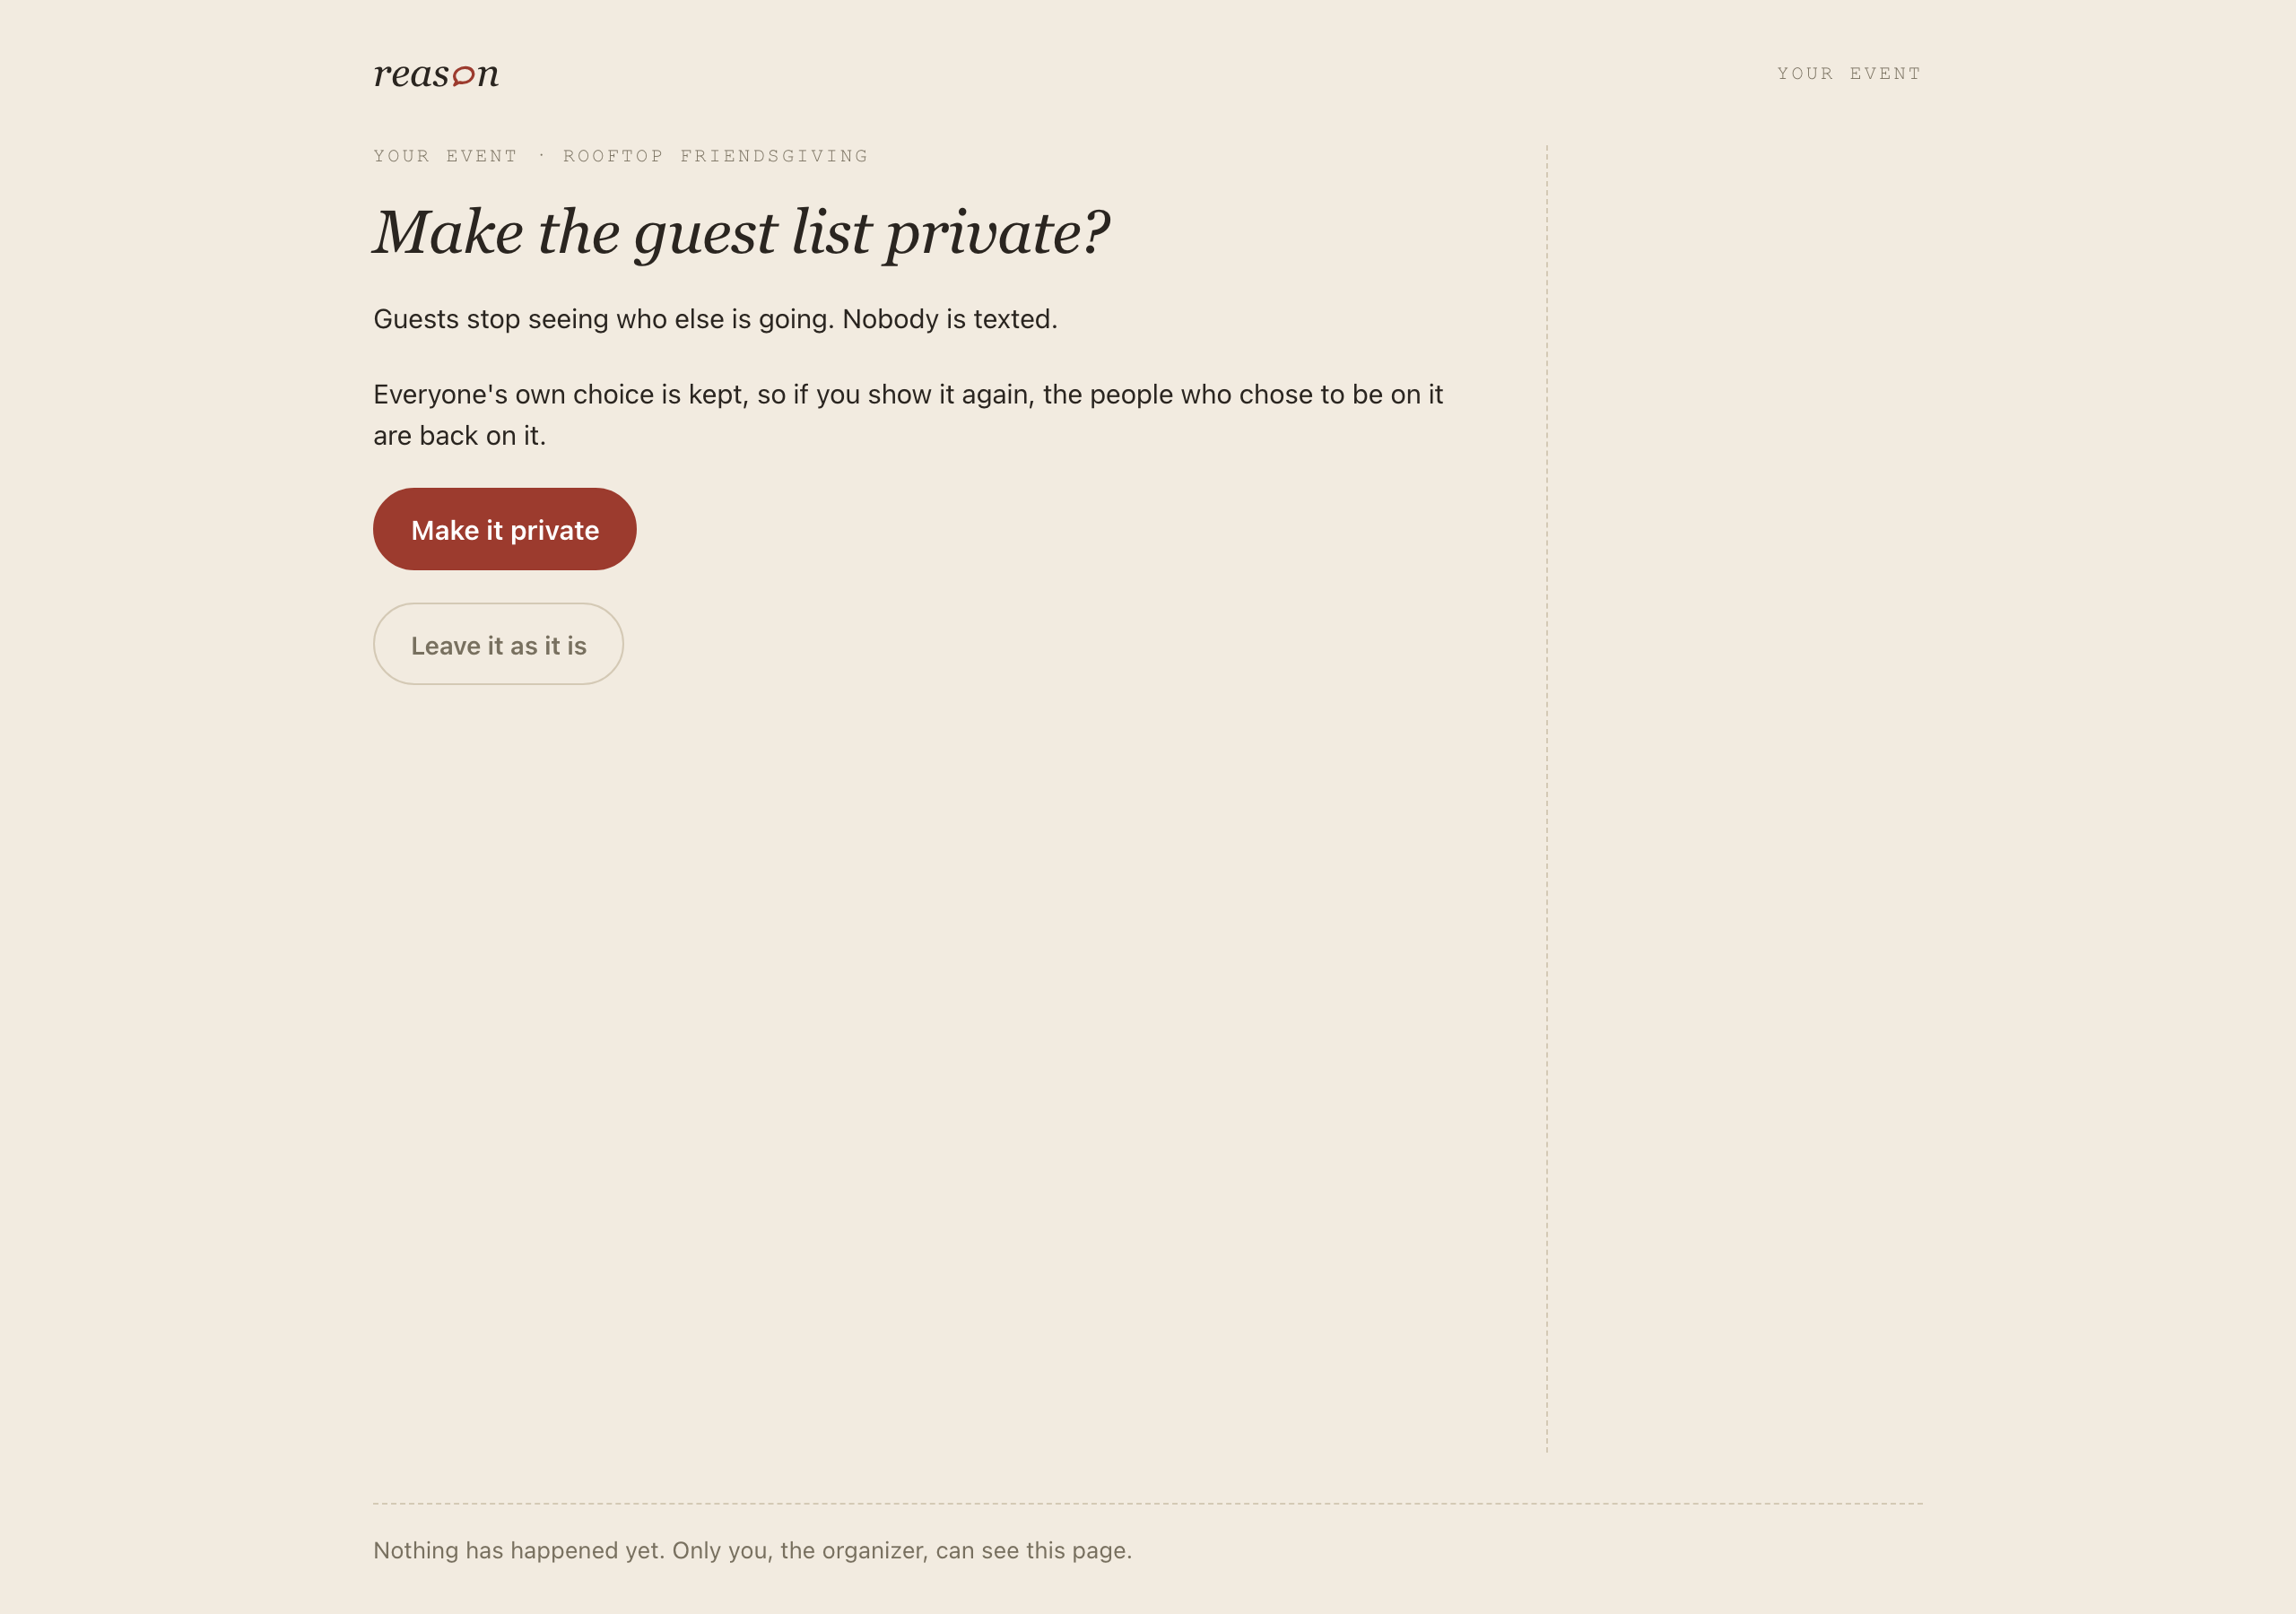 reason
YOUR EVENT
YOUR EVENT · ROOFTOP FRIENDSGIVING
Make the guest list private?
Guests stop seeing who else is going. Nobody is texted.
Everyone's own choice is kept, so if you show it again, the people who chose to be on it
are back on it.
Make it private
Leave it as it is
Nothing has happened yet. Only you, the organizer, can see this page.